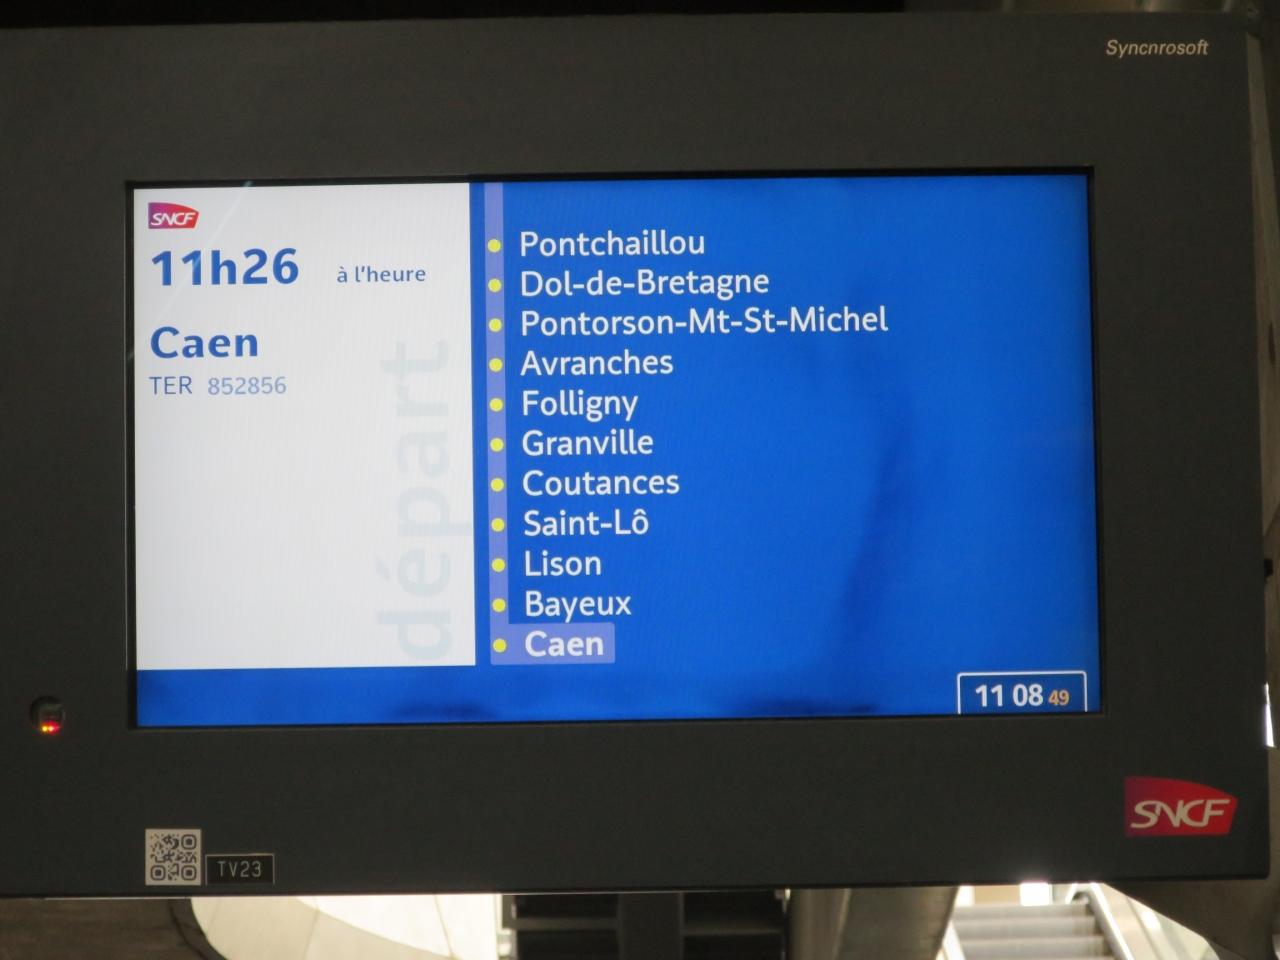 Syncnrosoft
SNCF
11h26 à l'heure
Caen
TER 852856
départ
Pontchaillou
Dol-de-Bretagne
Pontorson-Mt-St-Michel
Avranches
Folligny
Granville
Coutances
Saint-Lô
Lison
Bayeux
Caen
11 08 49
SNCF
TV23